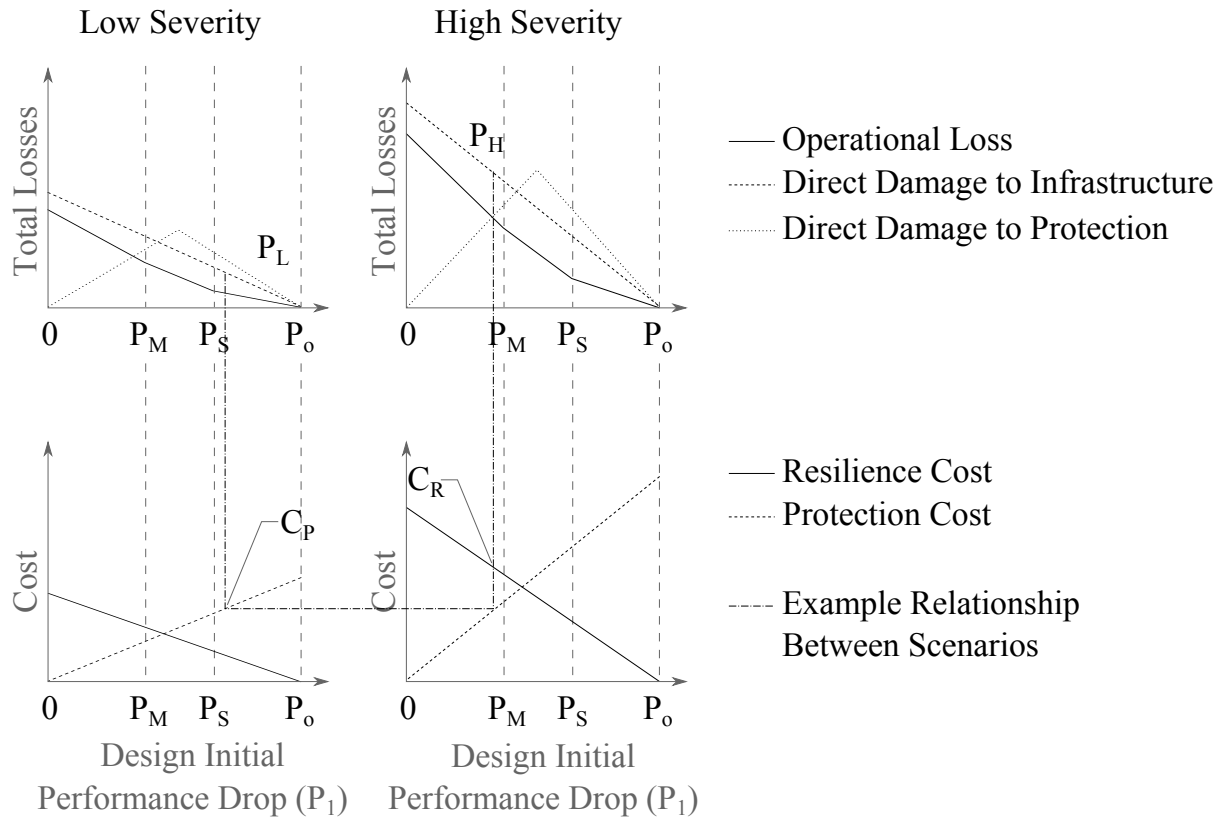 Low Severity
High Severity
Total Losses
P_L
0 P_M P_S P_o
Total Losses
P_H
0 P_M P_S P_o
Operational Loss
Direct Damage to Infrastructure
Direct Damage to Protection
Cost
C_P
0 P_M P_S P_o
Design Initial
Performance Drop (P_1)
Cost
C_R
0 P_M P_S P_o
Design Initial
Performance Drop (P_1)
Resilience Cost
Protection Cost
Example Relationship
Between Scenarios